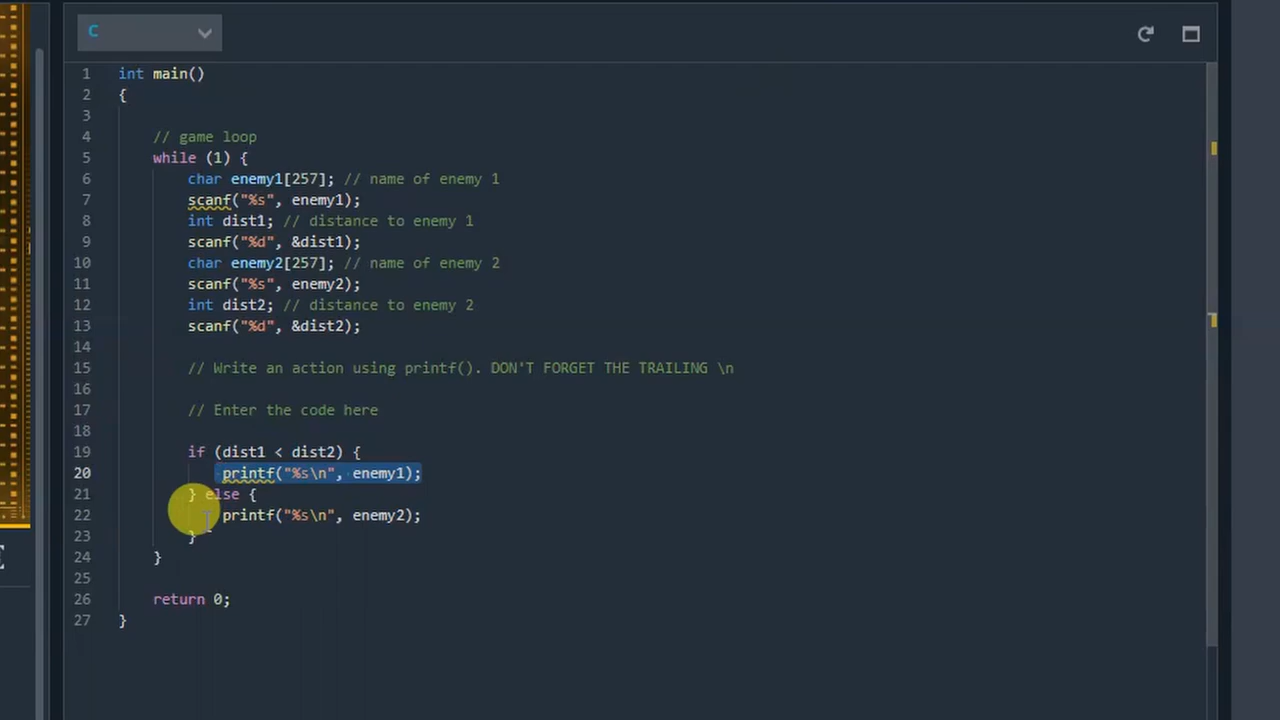 C
1 int main()
2 {
3
4 // game loop
5 while (1) {
6 char enemy1[257]; // name of enemy 1
7 scanf("%s", enemy1);
8 int dist1; // distance to enemy 1
9 scanf("%d", &dist1);
10 char enemy2[257]; // name of enemy 2
11 scanf("%s", enemy2);
12 int dist2; // distance to enemy 2
13 scanf("%d", &dist2);
14
15 // Write an action using printf(). DON'T FORGET THE TRAILING \n
16
17 // Enter the code here
18
19 if (dist1 < dist2) {
20 printf("%s\n", enemy1);
21 } else {
22 printf("%s\n", enemy2);
23 }
24 }
25
26 return 0;
27 }